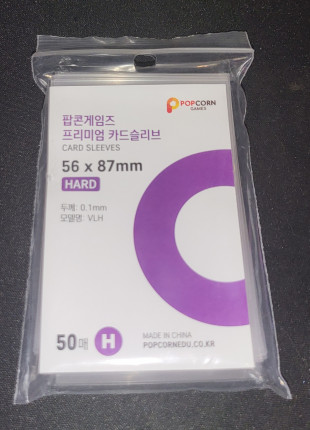 POPCORN
GAMES
팝콘게임즈
프리미엄 카드슬리브
CARD SLEEVES
56 x 87mm
HARD
두께: 0.1mm
모델명: VLH
50매 H
MADE IN CHINA
POPCORNEDU.CO.KR